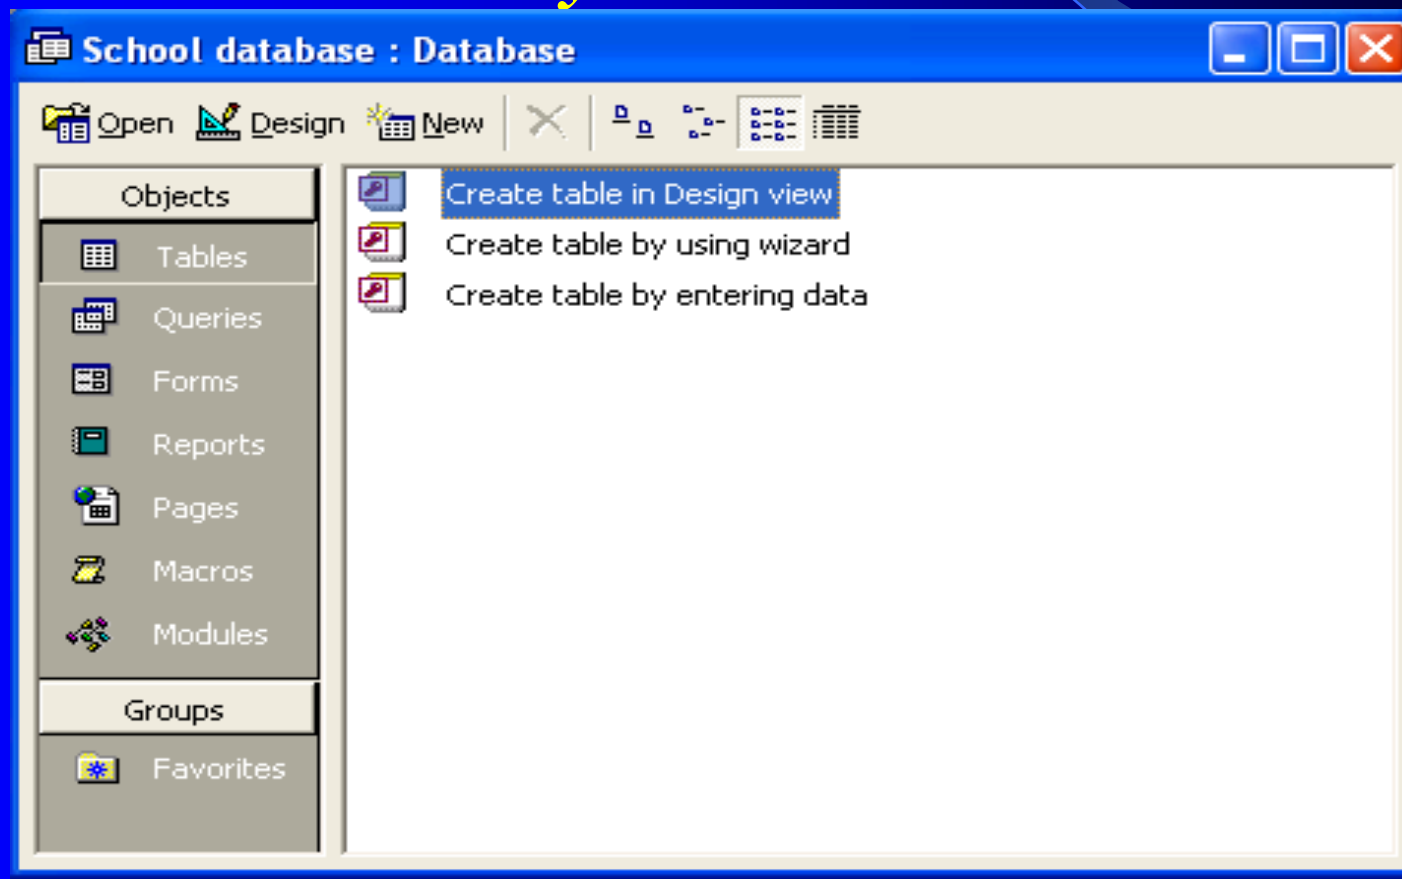 School database : Database
Open Design New
Objects
Tables
Queries
Forms
Reports
Pages
Macros
Modules
Groups
Favorites
Create table in Design view
Create table by using wizard
Create table by entering data